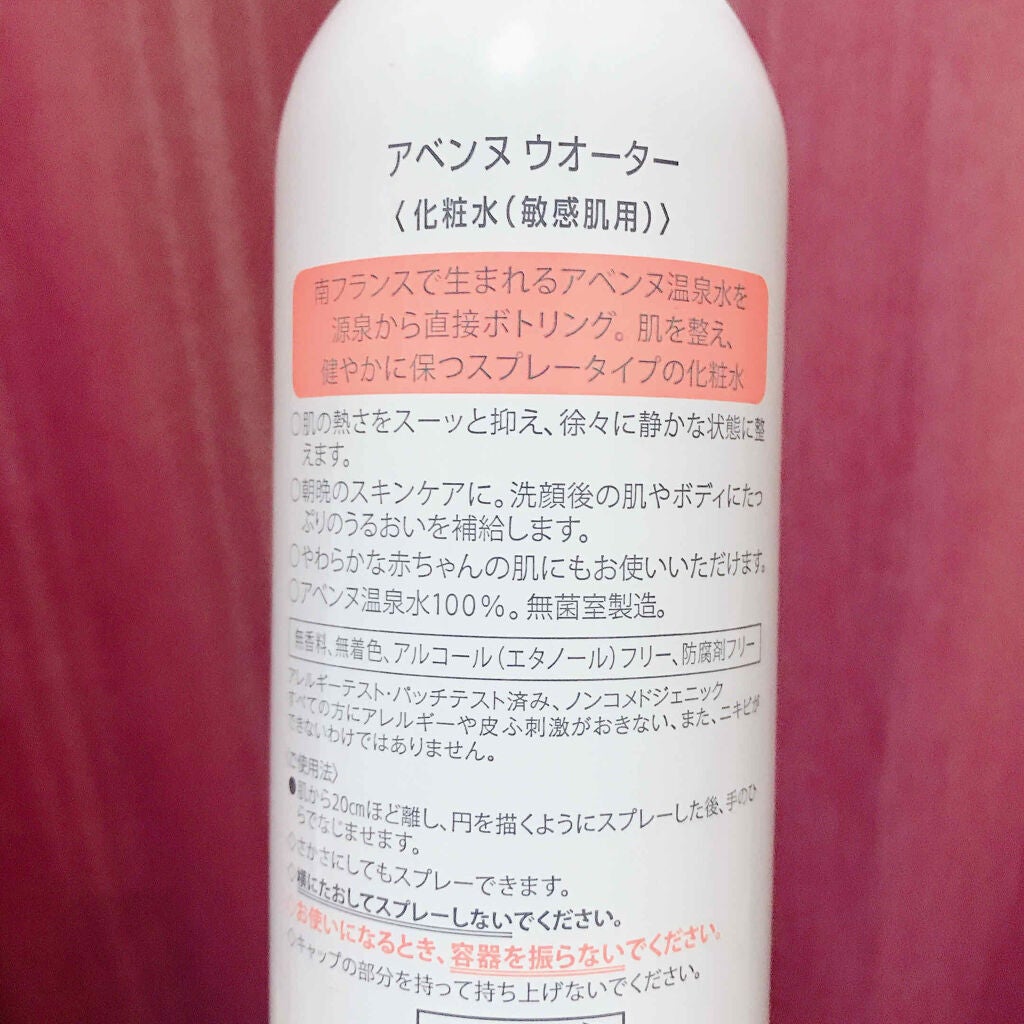 アベンヌ ウオーター
〈化粧水(敏感肌用)〉
南フランスで生まれるアベンヌ温泉水を
源泉から直接ボトリング。肌を整え、
健やかに保つスプレータイプの化粧水
○肌の熱さをスーッと抑え、徐々に静かな状態に整
えます。
○朝晩のスキンケアに。洗顔後の肌やボディにたっ
ぷりのうるおいを補給します。
○やわらかな赤ちゃんの肌にもお使いいただけます。
○アベンヌ温泉水100%。無菌室製造。
無香料、無着色、アルコール(エタノール)フリー、防腐剤フリー
アレルギーテスト・パッチテスト済み、ノンコメドジェニック
すべての方にアレルギーや皮ふ刺激がおきない、また、ニキビが
できないわけではありません。
〈ご使用法〉
●肌から20cmほど離し、円を描くようにスプレーした後、手のひ
らでなじませます。
◇さかさにしてもスプレーできます。
◇横にたおしてスプレーしないでください。
◇お使いになるとき、容器を振らないでください。
◇キャップの部分を持って持ち上げないでください。